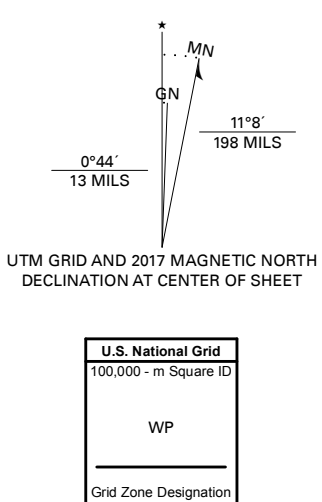 ★
MN
GN
11°8´
198 MILS
0°44´
13 MILS
UTM GRID AND 2017 MAGNETIC NORTH
DECLINATION AT CENTER OF SHEET
U.S. National Grid
100,000 - m Square ID
WP
Grid Zone Designation